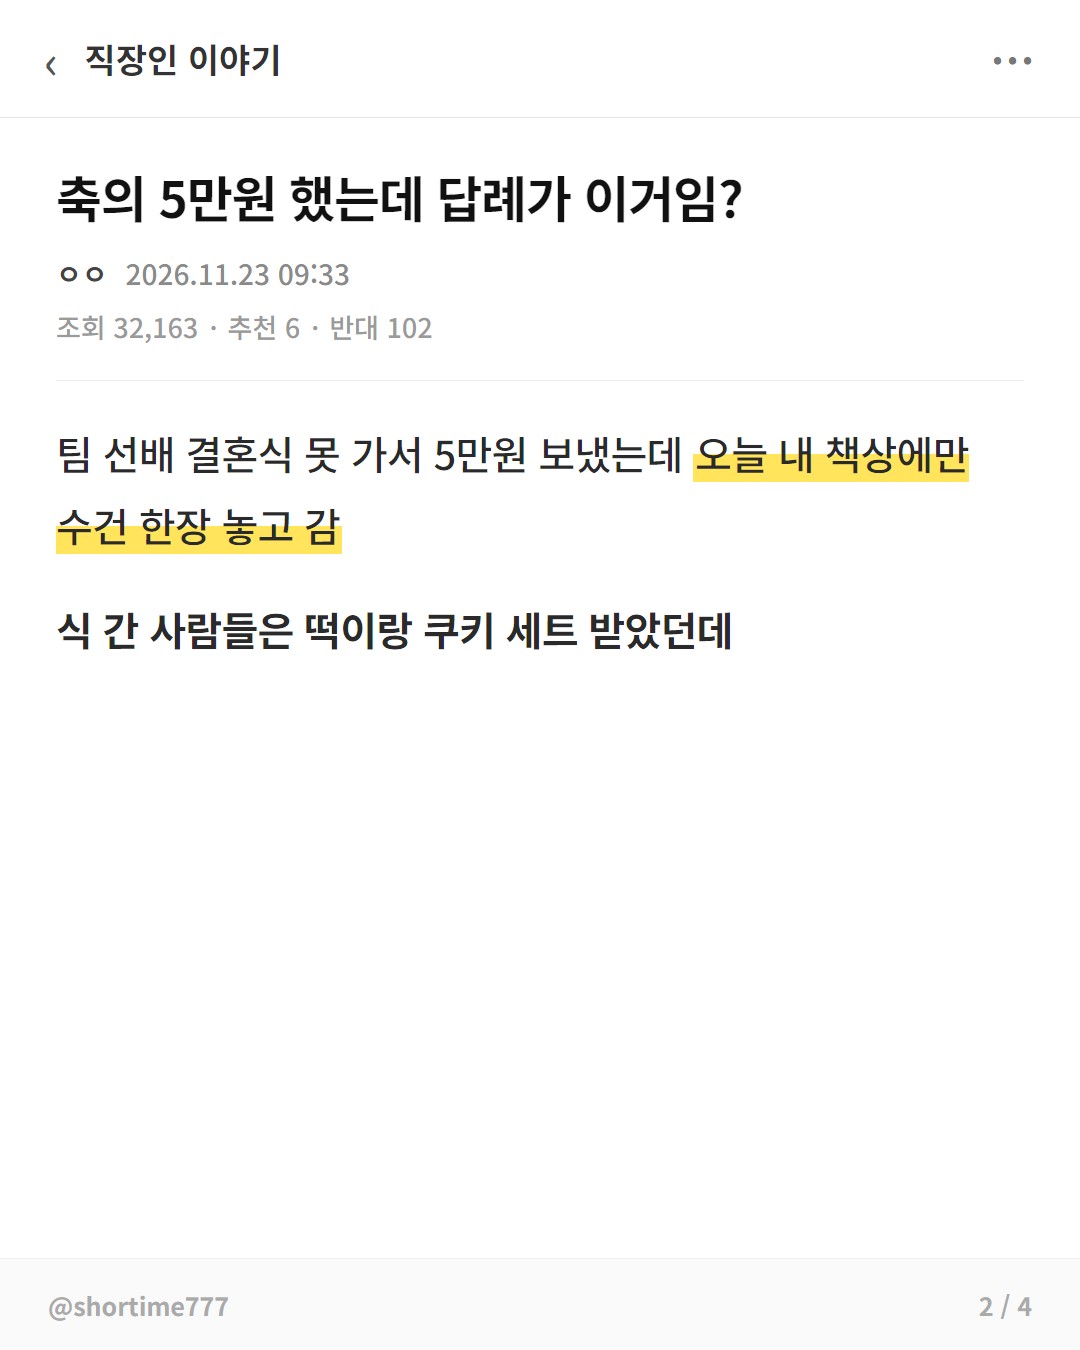 ‹ 직장인 이야기 •••
축의 5만원 했는데 답례가 이거임?
ㅇㅇ 2026.11.23 09:33
조회 32,163 · 추천 6 · 반대 102
팀 선배 결혼식 못 가서 5만원 보냈는데 오늘 내 책상에만
수건 한장 놓고 감
식 간 사람들은 떡이랑 쿠키 세트 받았던데
@shortime777 2 / 4